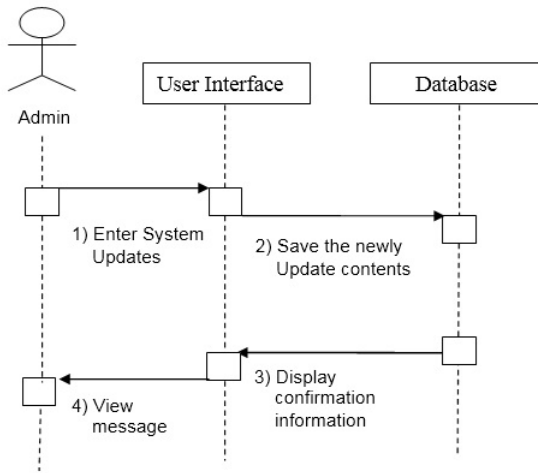 User Interface
Database
Admin
1) Enter System
Updates
2) Save the newly
Update contents
3) Display
confirmation
information
4) View
message